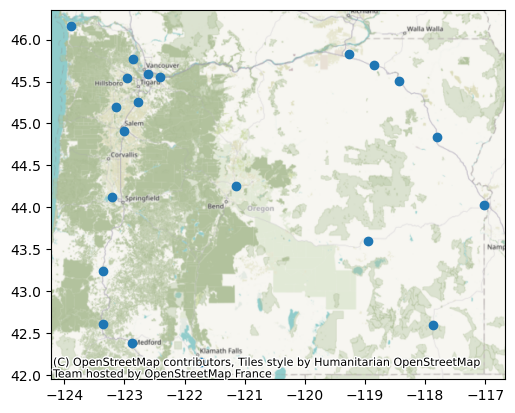 46.0
45.5
45.0
44.5
44.0
43.5
43.0
42.5
42.0
Richland
Walla Walla
Vancouver
Hillsboro
Tigard
Salem
Corvallis
Springfield
Bend
Oregon
Nampa
Medford
Klamath Falls
(C) OpenStreetMap contributors, Tiles style by Humanitarian OpenStreetMap
Team hosted by OpenStreetMap France
−124 −123 −122 −121 −120 −119 −118 −117